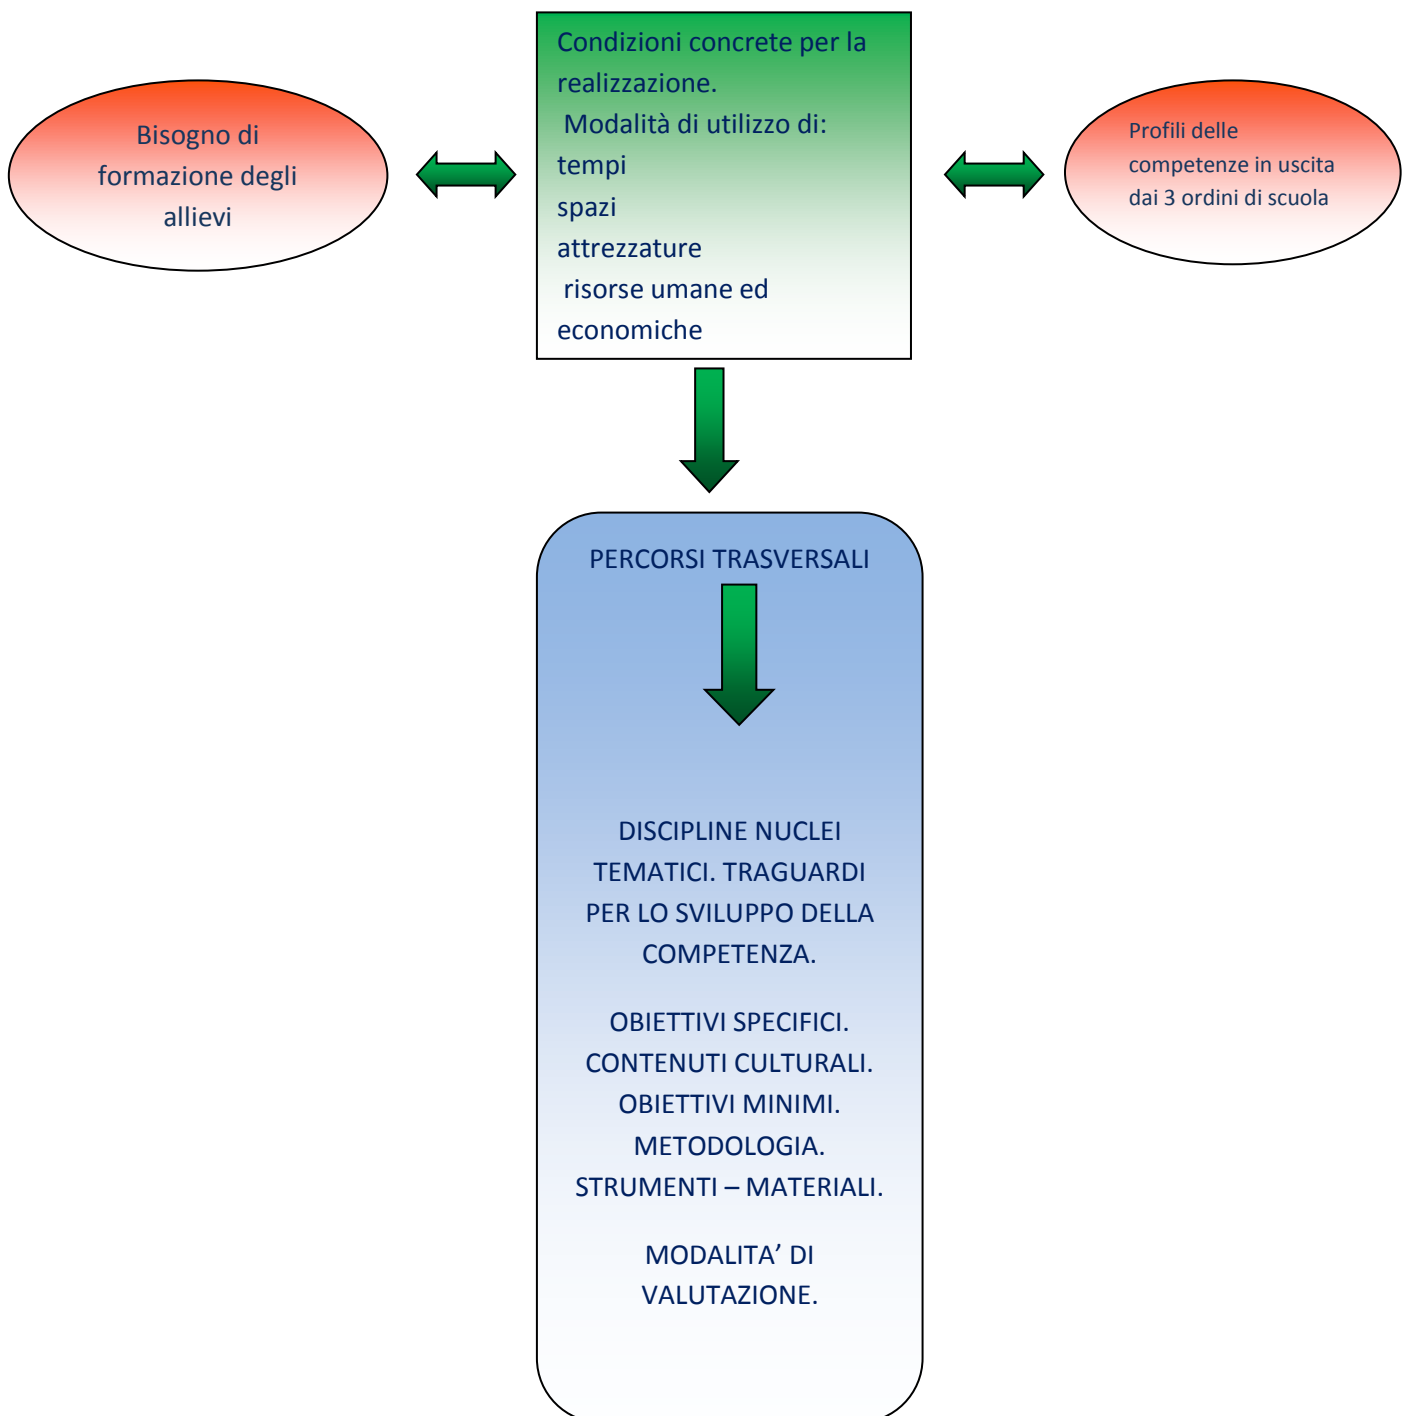 Bisogno di
formazione degli
allievi
Condizioni concrete per la
realizzazione.
Modalità di utilizzo di:
tempi
spazi
attrezzature
risorse umane ed
economiche
Profili delle
competenze in uscita
dai 3 ordini di scuola
PERCORSI TRASVERSALI
DISCIPLINE NUCLEI
TEMATICI. TRAGUARDI
PER LO SVILUPPO DELLA
COMPETENZA.
OBIETTIVI SPECIFICI.
CONTENUTI CULTURALI.
OBIETTIVI MINIMI.
METODOLOGIA.
STRUMENTI – MATERIALI.
MODALITA’ DI
VALUTAZIONE.